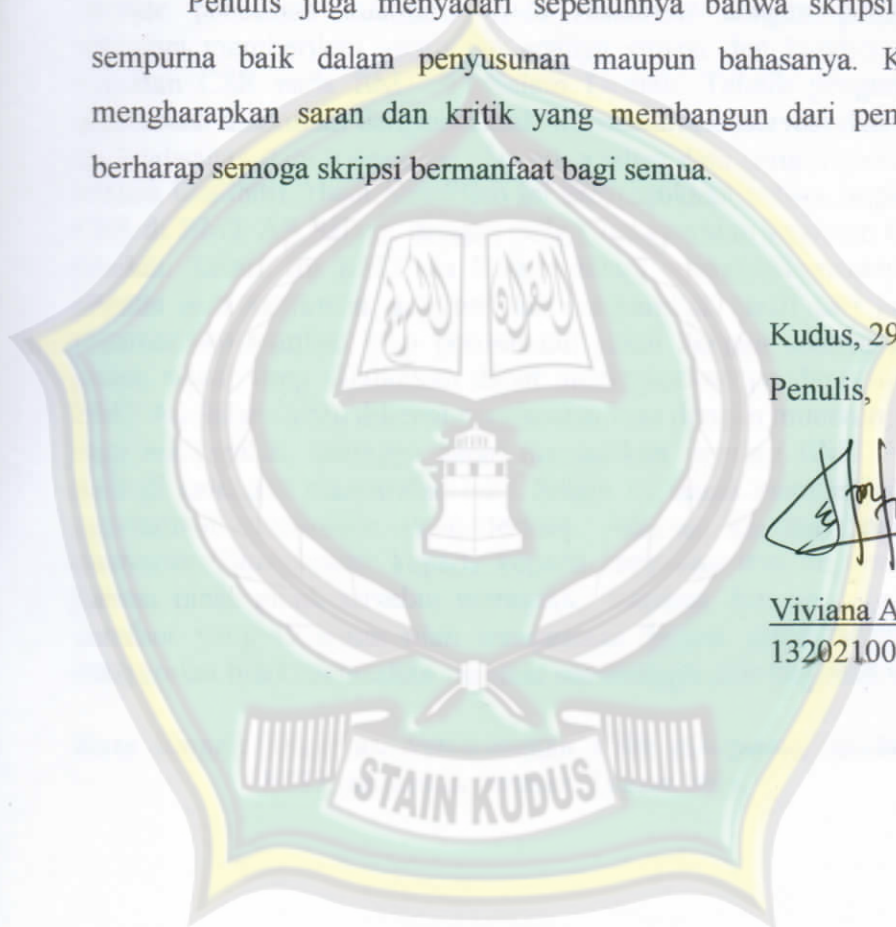 Penulis juga menyadari sepenuhnya bahwa skripsi
sempurna baik dalam penyusunan maupun bahasanya. K
mengharapkan saran dan kritik yang membangun dari pen
berharap semoga skripsi bermanfaat bagi semua.
Kudus, 29
Penulis,
Viviana A
13202100
STAIN KUDUS